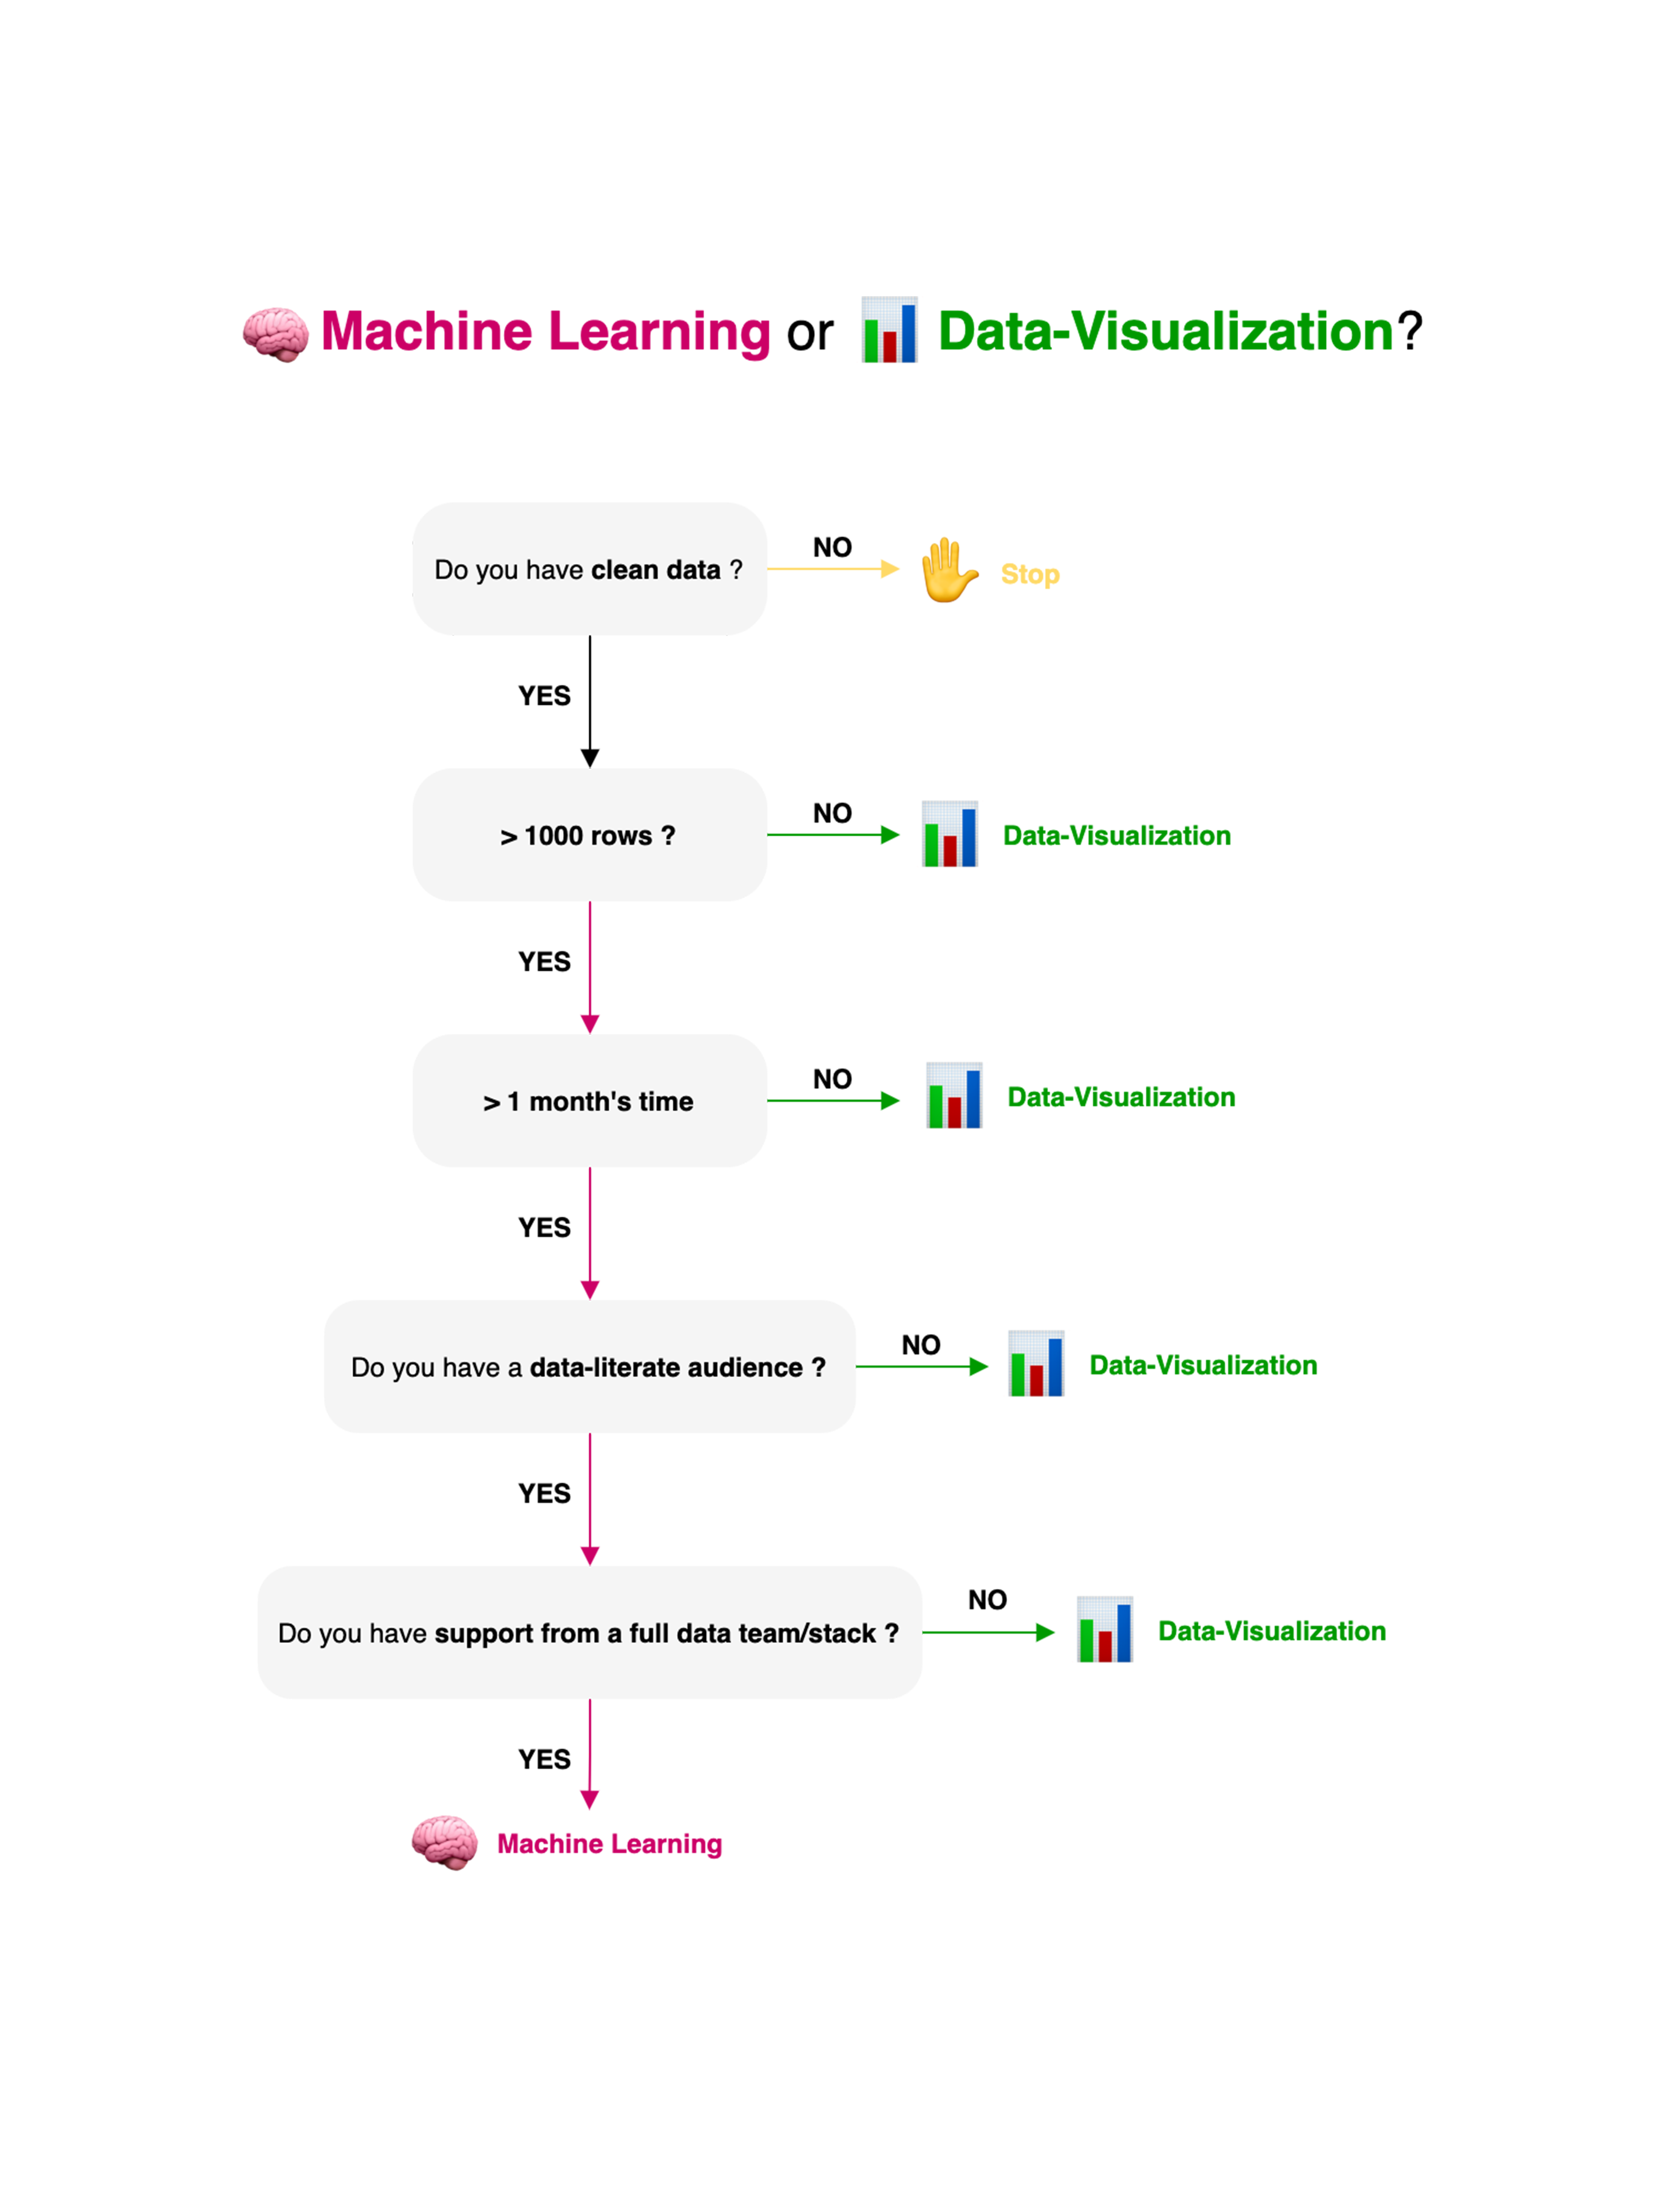 Machine Learning or Data-Visualization?
Do you have clean data ?
NO
Stop
YES
> 1000 rows ?
NO
Data-Visualization
YES
> 1 month's time
NO
Data-Visualization
YES
Do you have a data-literate audience ?
NO
Data-Visualization
YES
Do you have support from a full data team/stack ?
NO
Data-Visualization
YES
Machine Learning